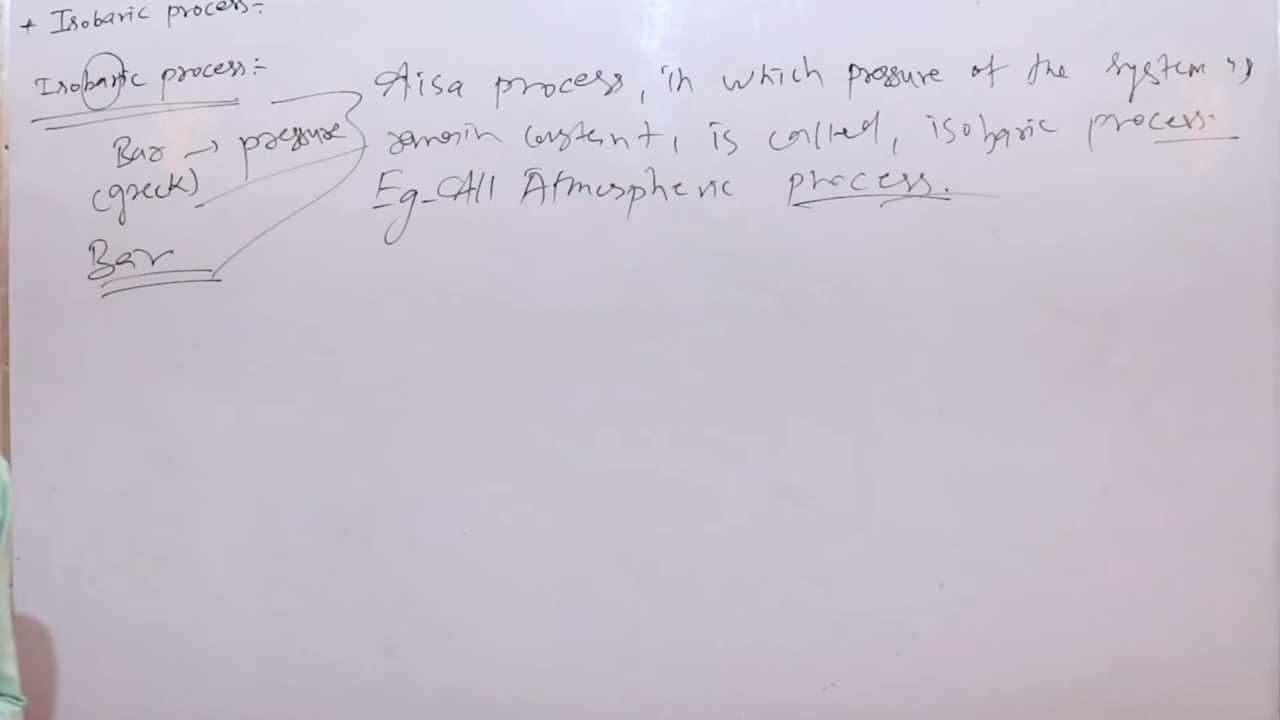 + Isobaric process:-
Isobaric process:-
Bar → pressure
(greek)
Bar
Aisa process, in which pressure of the system is
remain constant, is called, isobaric process.
Eg-All Atmospheric process.